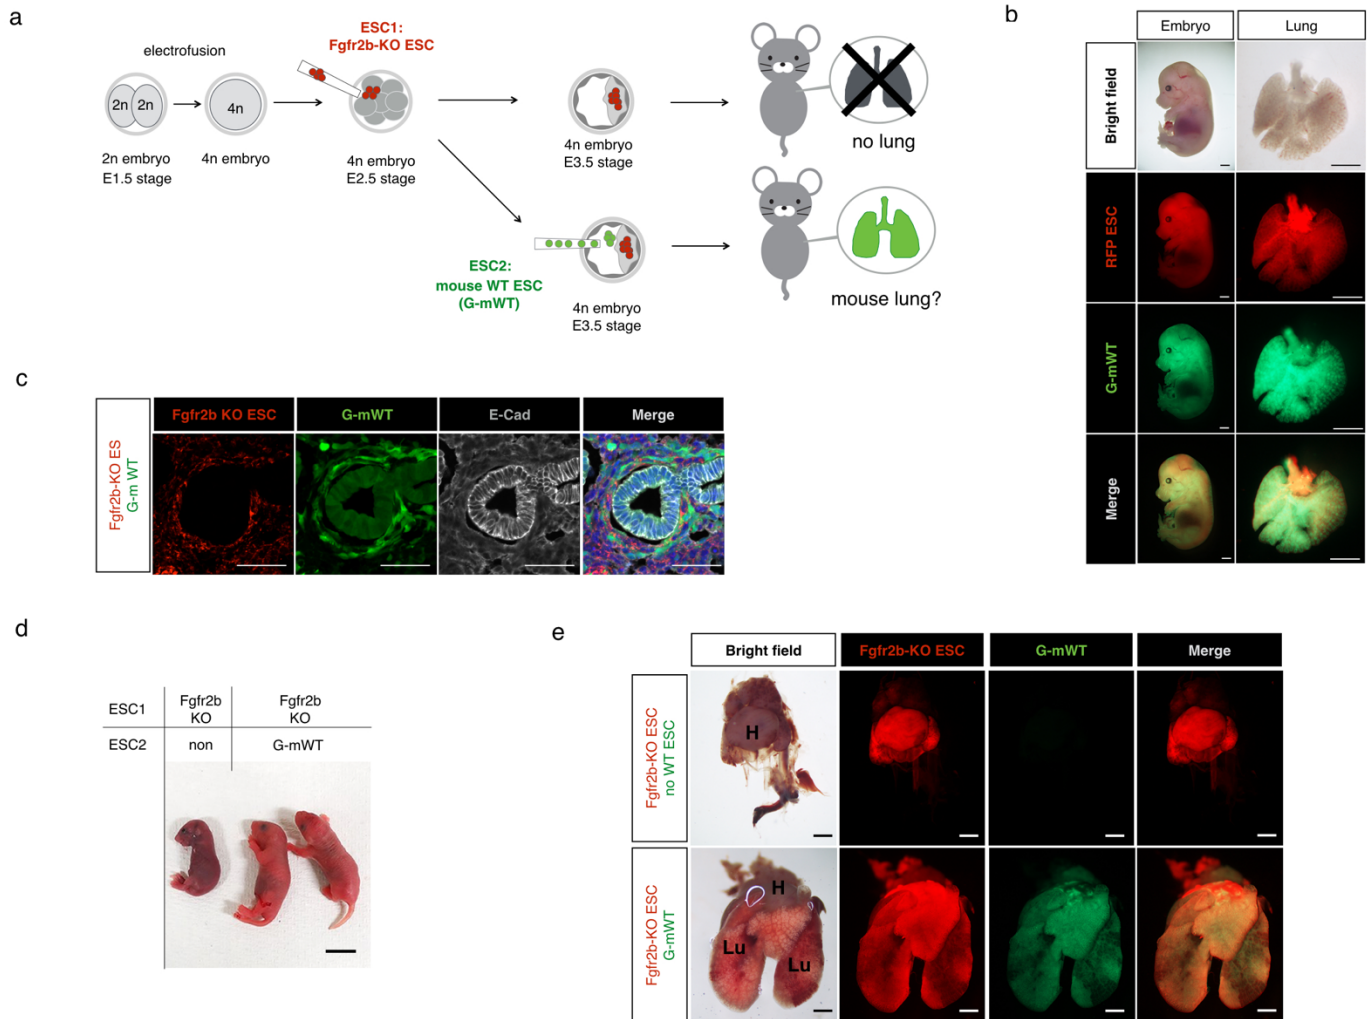 a
electrofusion
2n
2n
4n
2n embryo
E1.5 stage
4n embryo
ESC1:
Fgfr2b-KO ESC
4n embryo
E2.5 stage
4n embryo
E3.5 stage
no lung
ESC2:
mouse WT ESC
(G-mWT)
4n embryo
E3.5 stage
mouse lung?
b
Embryo
Lung
Bright field
RFP ESC
G-mWT
Merge
c
Fgfr2b KO ESC
G-mWT
E-Cad
Merge
Fgfr2b-KO ES
G-m WT
d
ESC1
Fgfr2b
KO
Fgfr2b
KO
ESC2
non
G-mWT
e
Bright field
Fgfr2b-KO ESC
G-mWT
Merge
Fgfr2b-KO ESC
no WT ESC
H
Fgfr2b-KO ESC
G-mWT
H
Lu
Lu